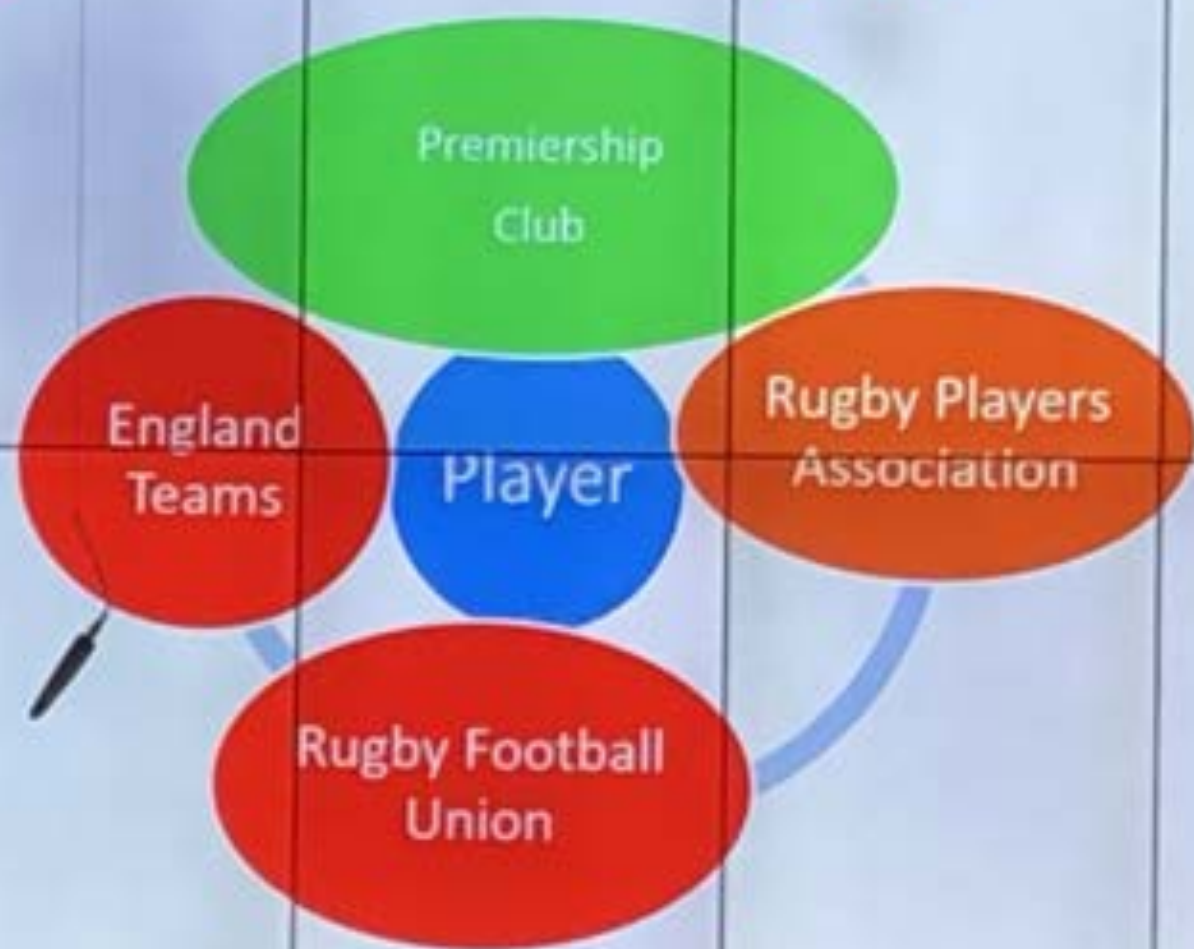 Premiership
Club
England
Teams
Player
Rugby Players
Association
Rugby Football
Union